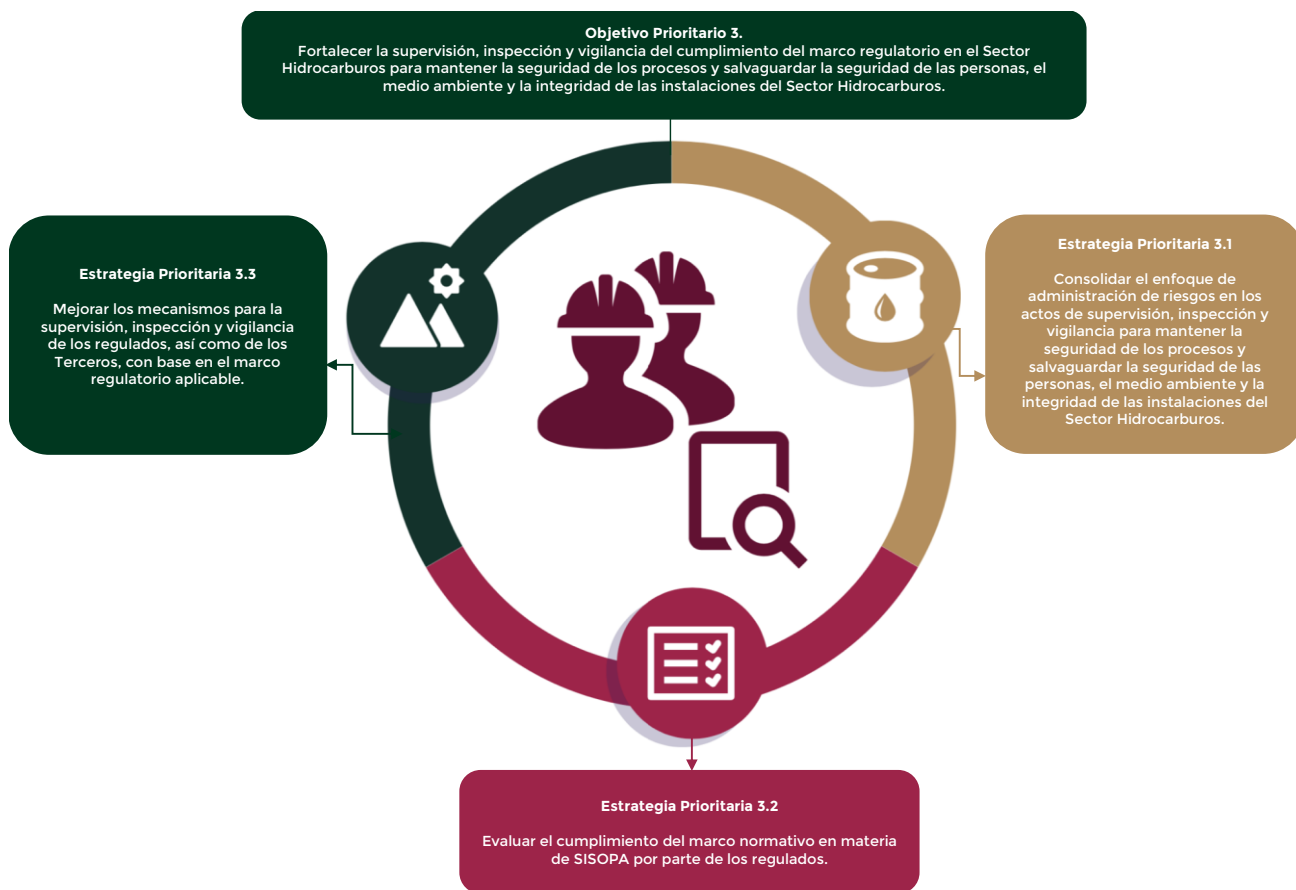 Objetivo Prioritario 3.
Fortalecer la supervisión, inspección y vigilancia del cumplimiento del marco regulatorio en el Sector
Hidrocarburos para mantener la seguridad de los procesos y salvaguardar la seguridad de las personas, el
medio ambiente y la integridad de las instalaciones del Sector Hidrocarburos.
Estrategia Prioritaria 3.1
Consolidar el enfoque de
administración de riesgos en los
actos de supervisión, inspección y
vigilancia para mantener la
seguridad de los procesos y
salvaguardar la seguridad de las
personas, el medio ambiente y la
integridad de las instalaciones del
Sector Hidrocarburos.
Estrategia Prioritaria 3.3
Mejorar los mecanismos para la
supervisión, inspección y vigilancia
de los regulados, así como de los
Terceros, con base en el marco
regulatorio aplicable.
Estrategia Prioritaria 3.2
Evaluar el cumplimiento del marco normativo en materia
de SISOPA por parte de los regulados.